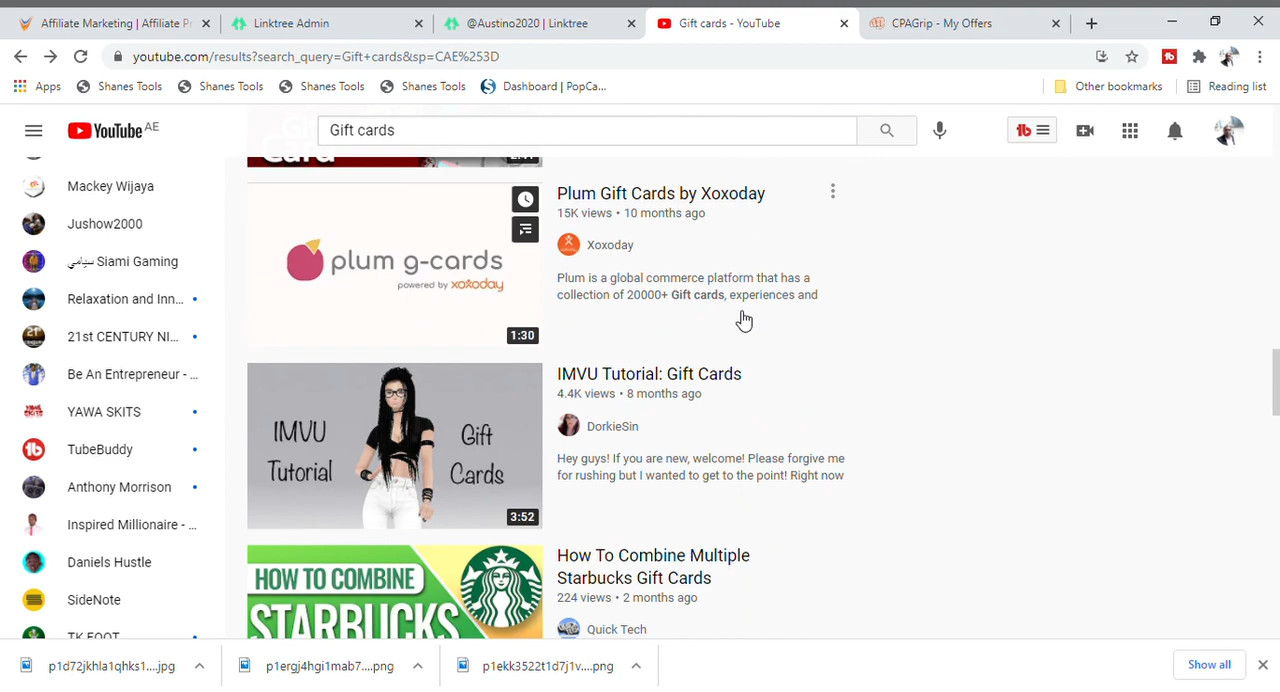 Affiliate Marketing | Affiliate Pr
Linktree Admin
@Austino2020 | Linktree
Gift cards - YouTube
CPAGrip - My Offers
youtube.com/results?search_query=Gift+cards&sp=CAE%253D
Apps
Shanes Tools
Shanes Tools
Shanes Tools
Shanes Tools
Dashboard | PopCa...
Other bookmarks
Reading list
YouTube AE
Gift cards
Card
Mackey Wijaya
Jushow2000
سيامي Siami Gaming
Relaxation and Inn...
21st CENTURY NI...
Be An Entrepreneur - ...
YAWA SKITS
TubeBuddy
Anthony Morrison
Inspired Millionaire - ...
Daniels Hustle
SideNote
TK FOOT
plum g-cards
powered by xoxoday
1:30
Plum Gift Cards by Xoxoday
15K views • 10 months ago
Xoxoday
Plum is a global commerce platform that has a
collection of 20000+ Gift cards, experiences and
IMVU
Tutorial
Gift
Cards
3:52
IMVU Tutorial: Gift Cards
4.4K views • 8 months ago
DorkieSin
Hey guys! If you are new, welcome! Please forgive me
for rushing but I wanted to get to the point! Right now
HOW TO COMBINE
STARBUCKS
How To Combine Multiple
Starbucks Gift Cards
224 views • 2 months ago
Quick Tech
p1d72jkhla1qhks1....jpg
p1ergj4hgi1mab7....png
p1ekk3522t1d7j1v....png
Show all